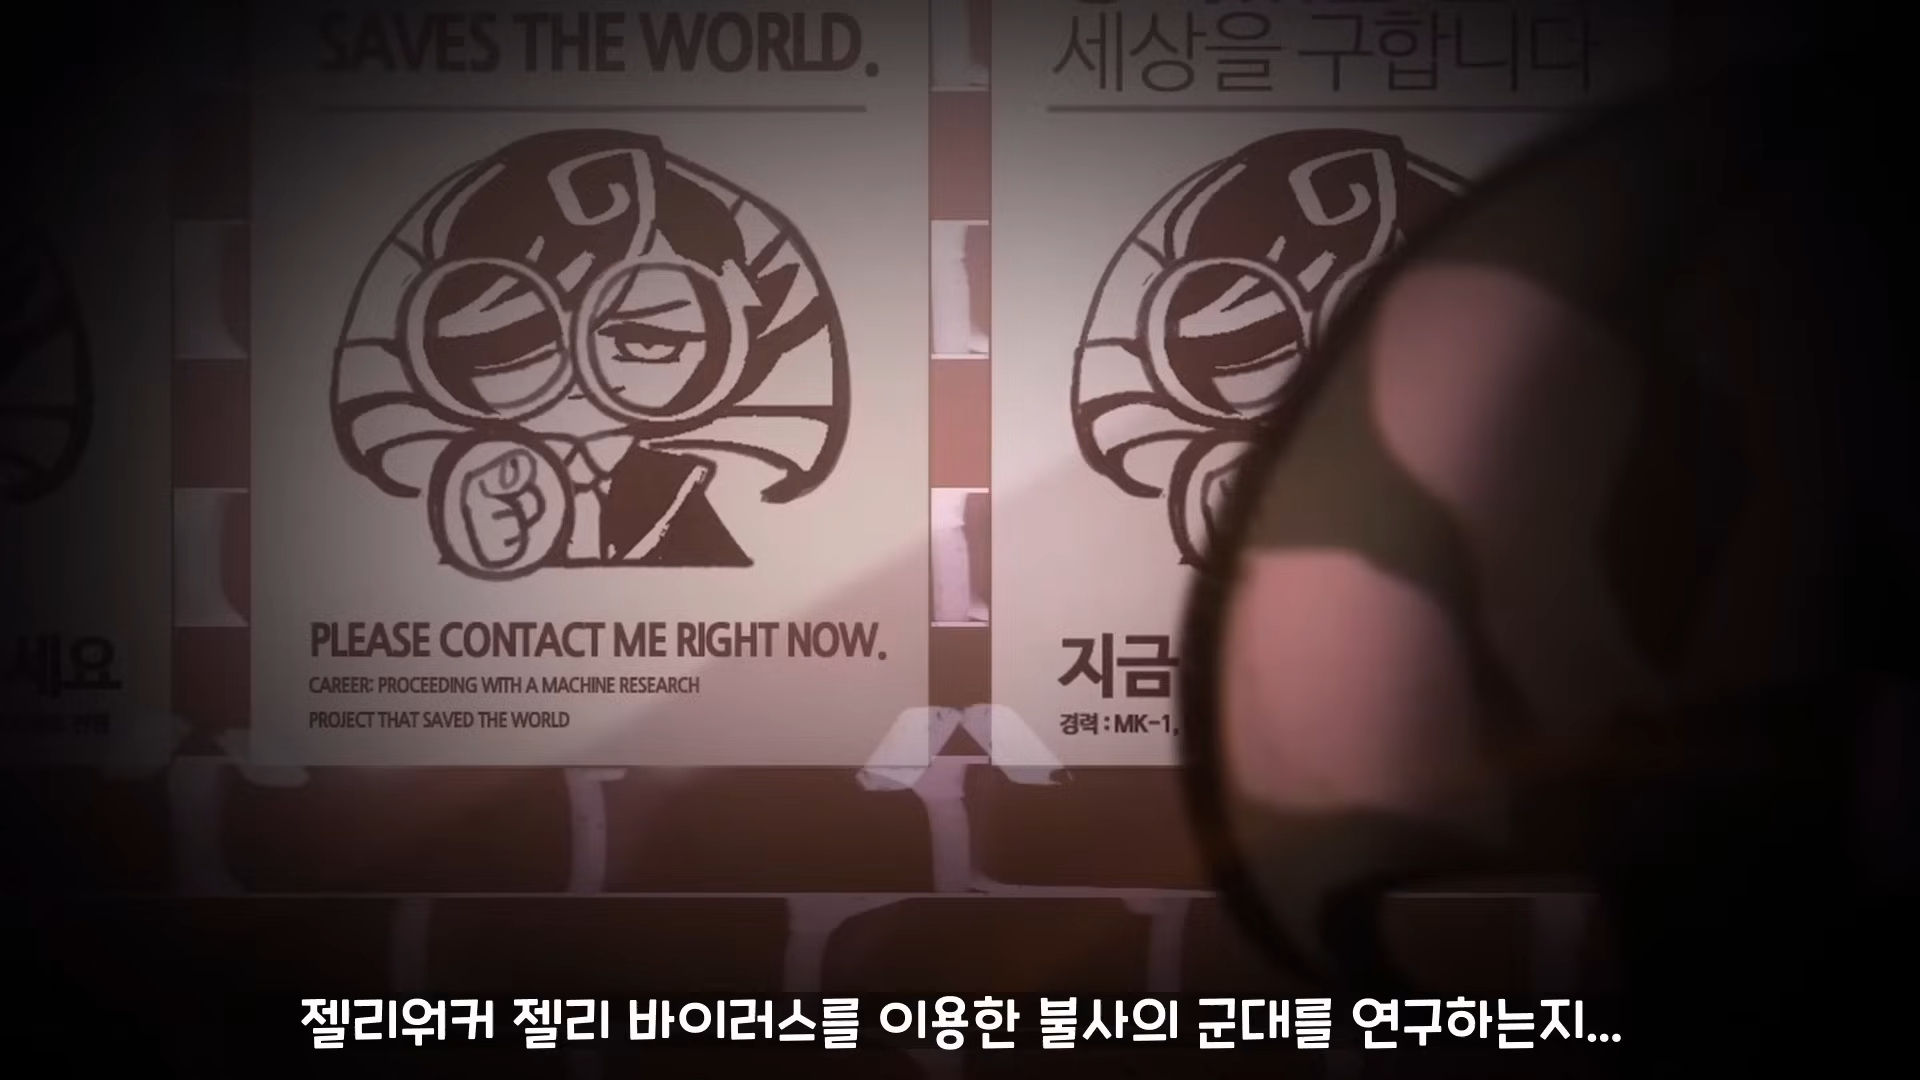 SAVES THE WORLD.
PLEASE CONTACT ME RIGHT NOW.
CAREER: PROCEEDING WITH A MACHINE RESEARCH
PROJECT THAT SAVED THE WORLD
세상을 구합니다
지금
경력 : MK-1,
세요
젤리워커 젤리 바이러스를 이용한 불사의 군대를 연구하는지...